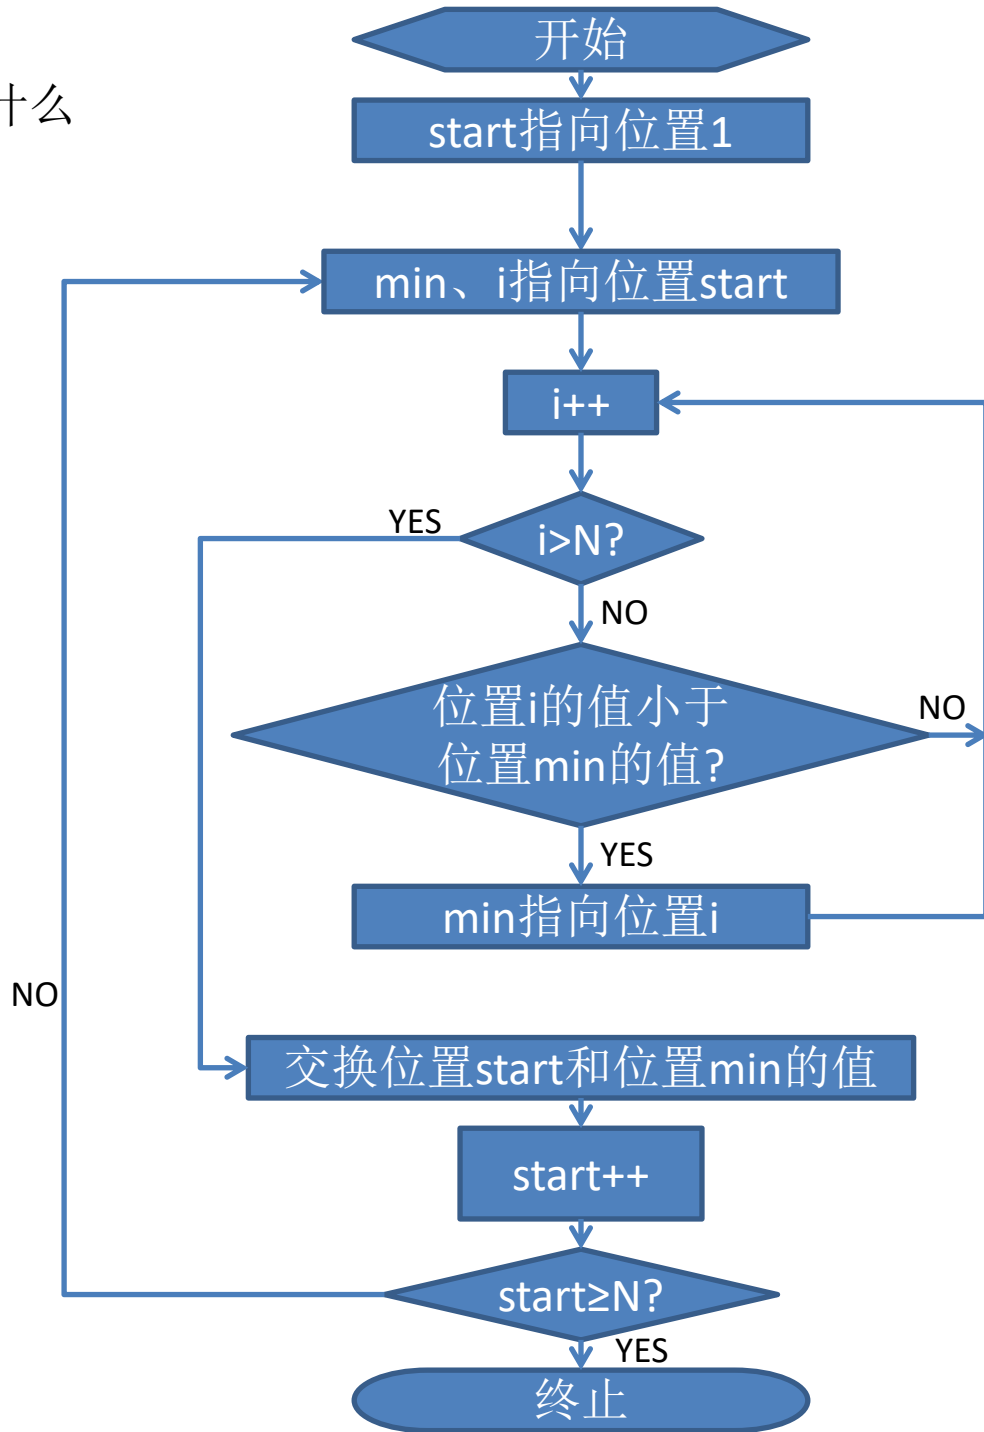 开始
什么
start指向位置1
min、i指向位置start
i++
YES
i>N?
NO
位置i的值小于
位置min的值?
NO
YES
min指向位置i
NO
交换位置start和位置min的值
start++
start≥N?
YES
终止